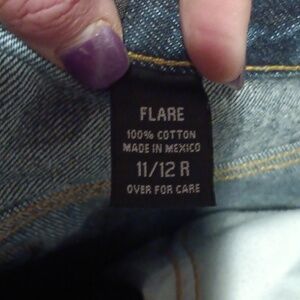 FLARE
100% COTTON
MADE IN MEXICO
11/12 R
OVER FOR CARE